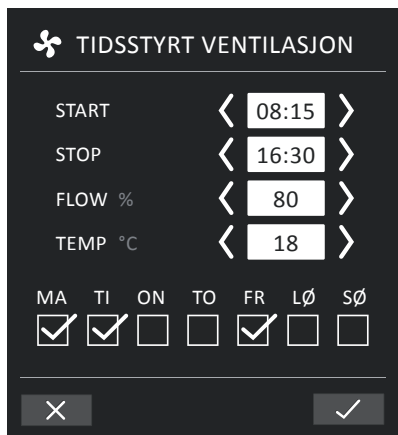 TIDSSTYRT VENTILASJON
START 08:15
STOP 16:30
FLOW % 80
TEMP °C 18
MA TI ON TO FR LØ SØ